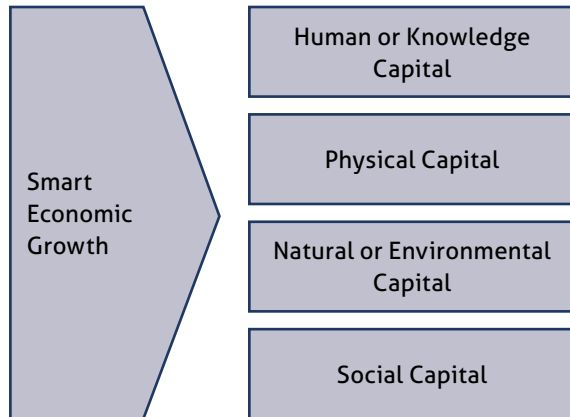 Smart
Economic
Growth
Human or Knowledge
Capital
Physical Capital
Natural or Environmental
Capital
Social Capital